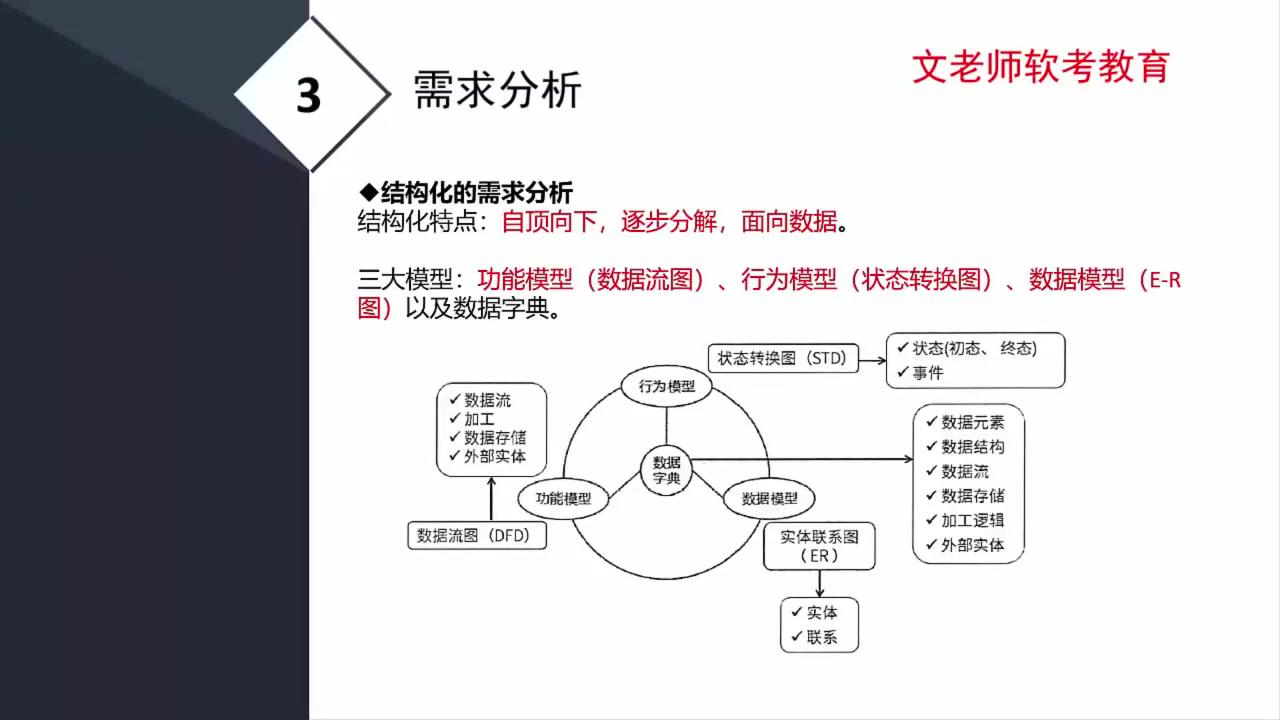 3
需求分析
文老师软考教育
◆结构化的需求分析
结构化特点：自顶向下，逐步分解，面向数据。
三大模型：功能模型（数据流图）、行为模型（状态转换图）、数据模型（E-R
图）以及数据字典。
状态转换图（STD）
✓状态(初态、 终态)
✓事件
行为模型
✓数据流
✓加工
✓数据存储
✓外部实体
数据
字典
功能模型
数据模型
✓数据元素
✓数据结构
✓数据流
✓数据存储
✓加工逻辑
✓外部实体
数据流图（DFD）
实体联系图
（ER）
✓实体
✓联系